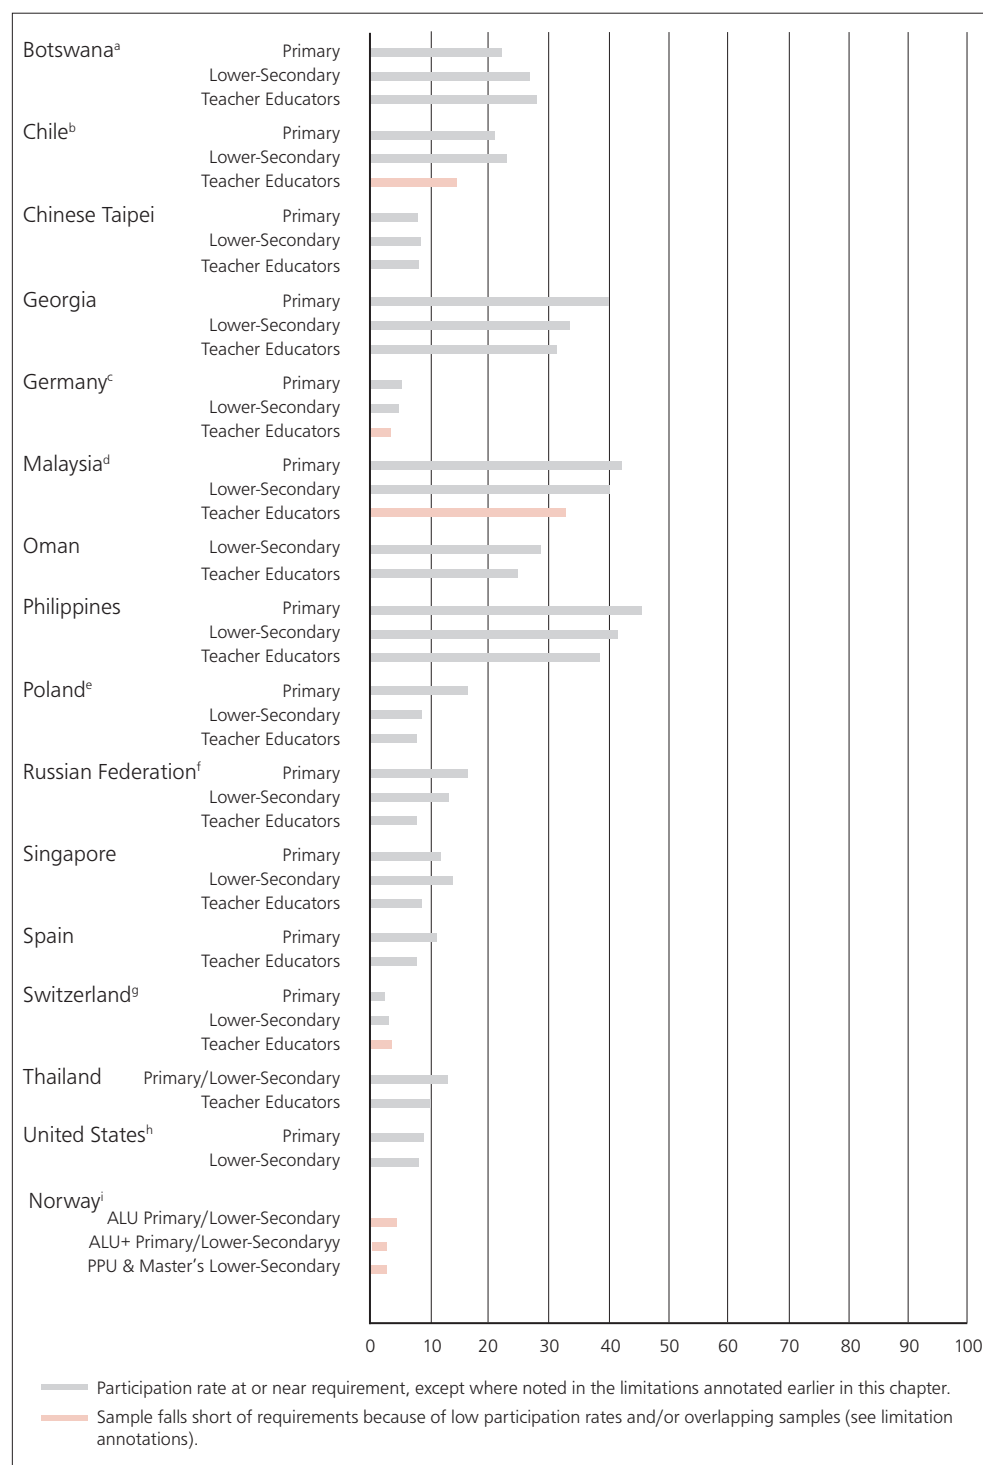 Botswanaᵃ Primary
Lower-Secondary
Teacher Educators
Chileᵇ Primary
Lower-Secondary
Teacher Educators
Chinese Taipei Primary
Lower-Secondary
Teacher Educators
Georgia Primary
Lower-Secondary
Teacher Educators
Germanyᶜ Primary
Lower-Secondary
Teacher Educators
Malaysiaᵈ Primary
Lower-Secondary
Teacher Educators
Oman Lower-Secondary
Teacher Educators
Philippines Primary
Lower-Secondary
Teacher Educators
Polandᵉ Primary
Lower-Secondary
Teacher Educators
Russian Federationᶠ Primary
Lower-Secondary
Teacher Educators
Singapore Primary
Lower-Secondary
Teacher Educators
Spain Primary
Teacher Educators
Switzerlandᵍ Primary
Lower-Secondary
Teacher Educators
Thailand Primary/Lower-Secondary
Teacher Educators
United Statesʰ Primary
Lower-Secondary
Norwayⁱ
ALU Primary/Lower-Secondary
ALU+ Primary/Lower-Secondaryy
PPU & Master’s Lower-Secondary
0 10 20 30 40 50 60 70 80 90 100
Participation rate at or near requirement, except where noted in the limitations annotated earlier in this chapter.
Sample falls short of requirements because of low participation rates and/or overlapping samples (see limitation
annotations).